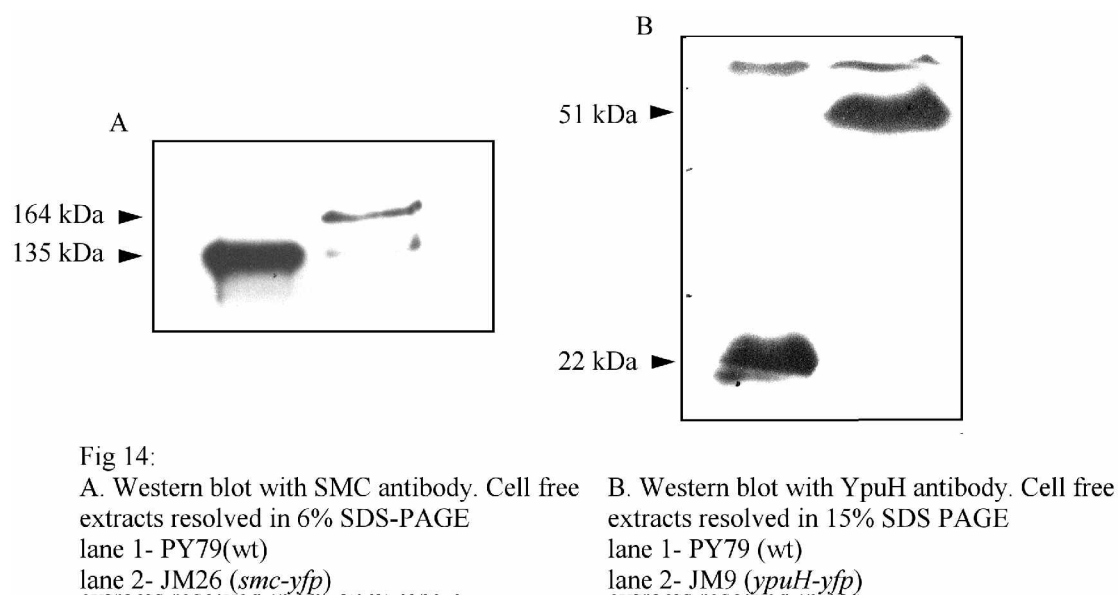 A
164 kDa
135 kDa
B
51 kDa
22 kDa
Fig 14:
A. Western blot with SMC antibody. Cell free
extracts resolved in 6% SDS-PAGE
lane 1- PY79(wt)
lane 2- JM26 (smc-yfp)
B. Western blot with YpuH antibody. Cell free
extracts resolved in 15% SDS PAGE
lane 1- PY79 (wt)
lane 2- JM9 (ypuH-yfp)